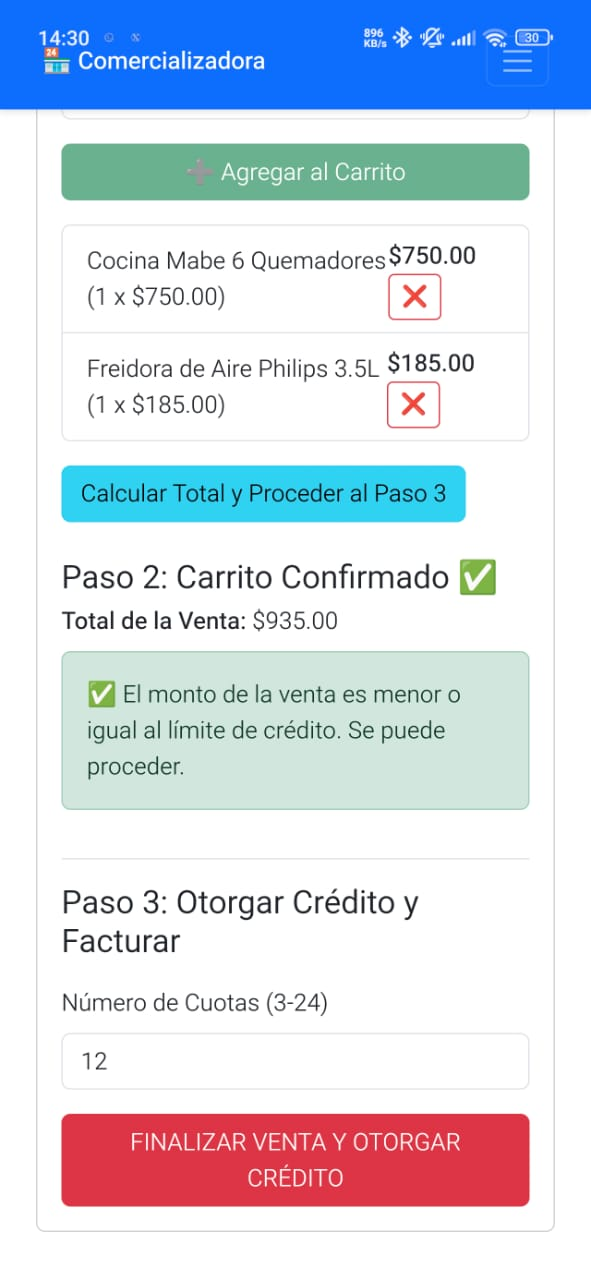 14:30
896 KB/s
30
24
Comercializadora
Agregar al Carrito
Cocina Mabe 6 Quemadores $750.00
(1 x $750.00)
Freidora de Aire Philips 3.5L $185.00
(1 x $185.00)
Calcular Total y Proceder al Paso 3
Paso 2: Carrito Confirmado ✅
Total de la Venta: $935.00
✅ El monto de la venta es menor o
igual al límite de crédito. Se puede
proceder.
Paso 3: Otorgar Crédito y
Facturar
Número de Cuotas (3-24)
12
FINALIZAR VENTA Y OTORGAR
CRÉDITO